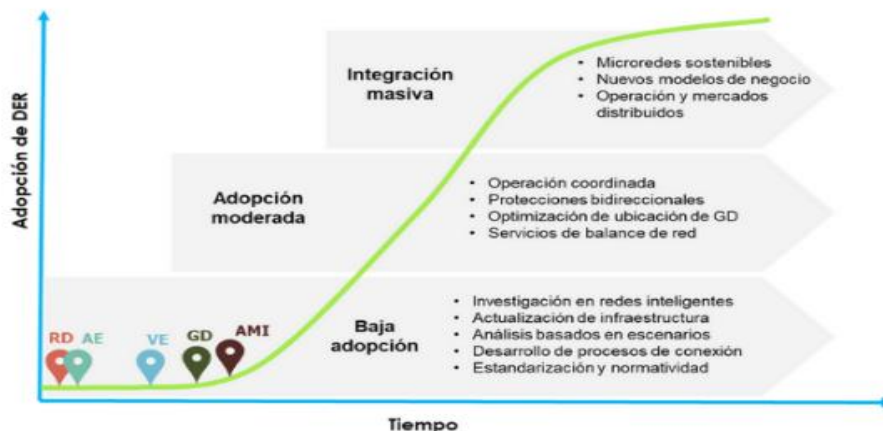 Adopción de DER
Integración
masiva
• Microredes sostenibles
• Nuevos modelos de negocio
• Operación y mercados
distribuidos
Adopción
moderada
• Operación coordinada
• Protecciones bidireccionales
• Optimización de ubicación de GD
• Servicios de balance de red
RD
AE
VE
GD
AMI
Baja
adopción
• Investigación en redes inteligentes
• Actualización de infraestructura
• Análisis basados en escenarios
• Desarrollo de procesos de conexión
• Estandarización y normatividad
Tiempo